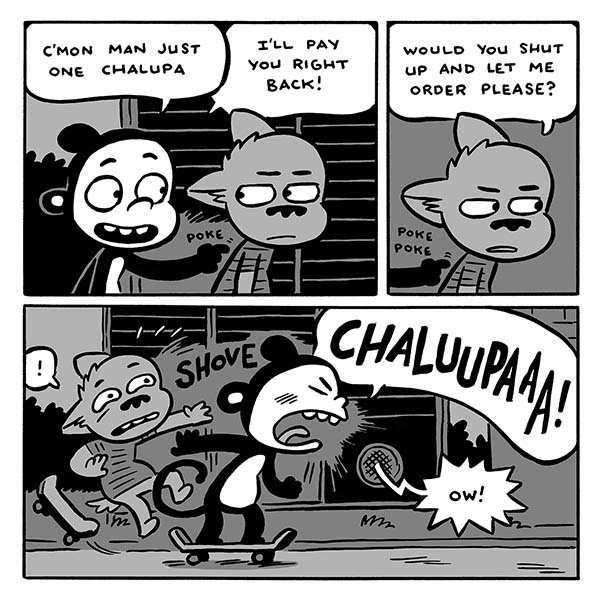 C'MON MAN JUST
ONE CHALUPA
I'LL PAY
YOU RIGHT
BACK!
POKE
WOULD YOU SHUT
UP AND LET ME
ORDER PLEASE?
POKE
POKE
!
SHOVE
CHALUUPAAA!
OW!